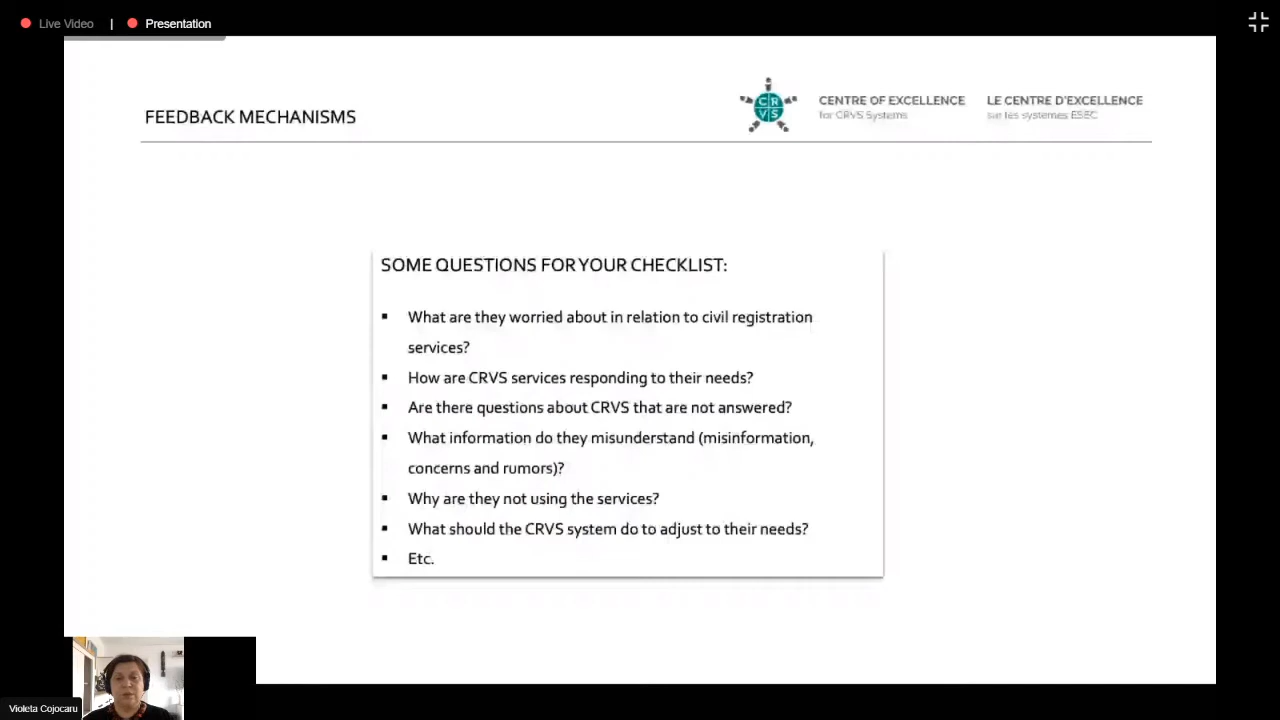 Live Video | Presentation
FEEDBACK MECHANISMS
CRVS
CENTRE OF EXCELLENCE
for CRVS Systems
LE CENTRE D'EXCELLENCE
sur les systèmes ESEC
SOME QUESTIONS FOR YOUR CHECKLIST:
▪ What are they worried about in relation to civil registration
services?
▪ How are CRVS services responding to their needs?
▪ Are there questions about CRVS that are not answered?
▪ What information do they misunderstand (misinformation,
concerns and rumors)?
▪ Why are they not using the services?
▪ What should the CRVS system do to adjust to their needs?
▪ Etc.
Violeta Cojocaru